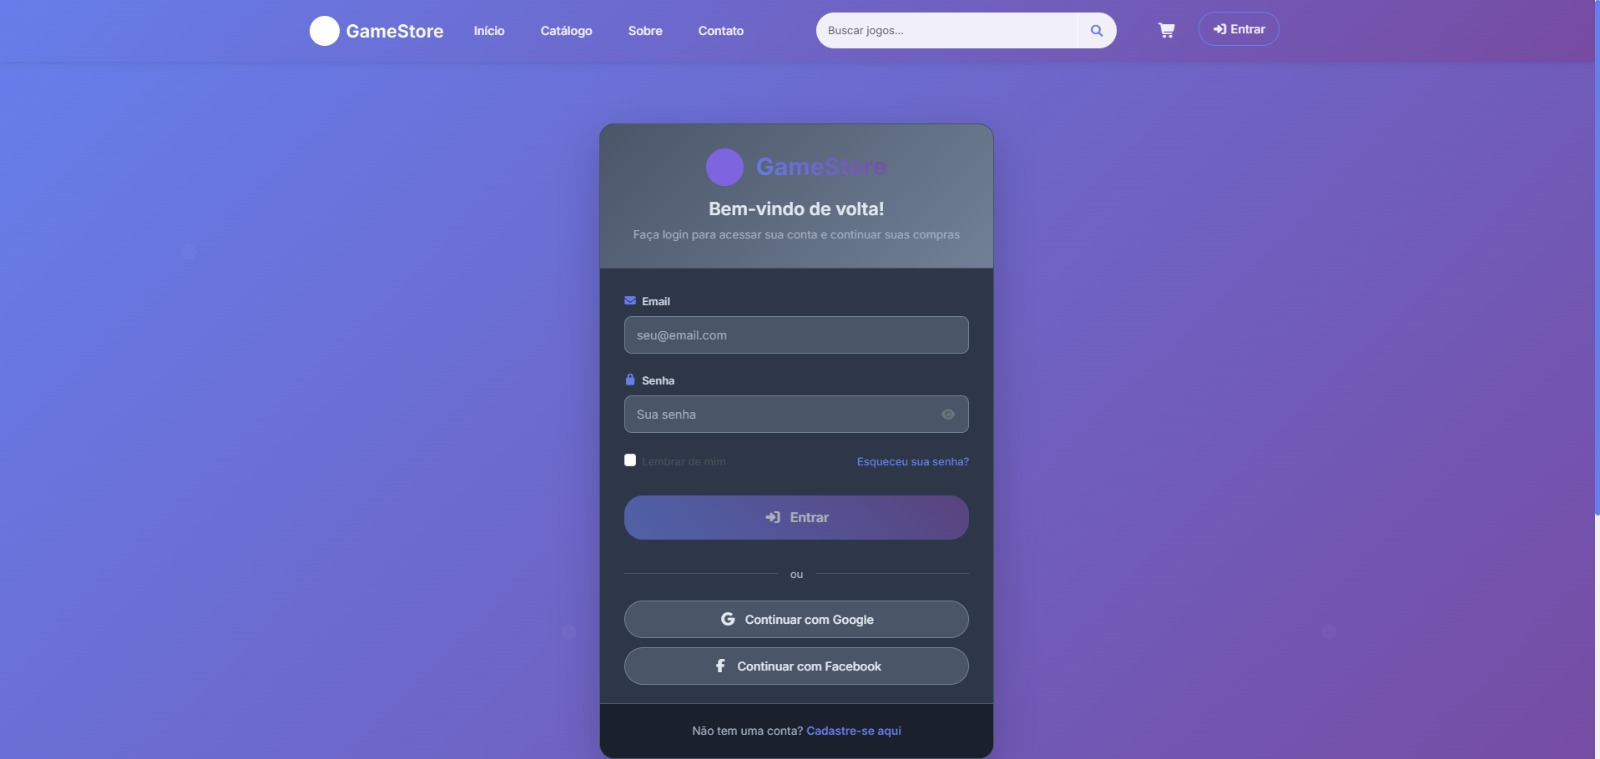 GameStore Início Catálogo Sobre Contato Buscar jogos... Entrar
GameStore
Bem-vindo de volta!
Faça login para acessar sua conta e continuar suas compras
Email
seu@email.com
Senha
Sua senha
Lembrar de mim Esqueceu sua senha?
Entrar
ou
Continuar com Google
Continuar com Facebook
Não tem uma conta? Cadastre-se aqui